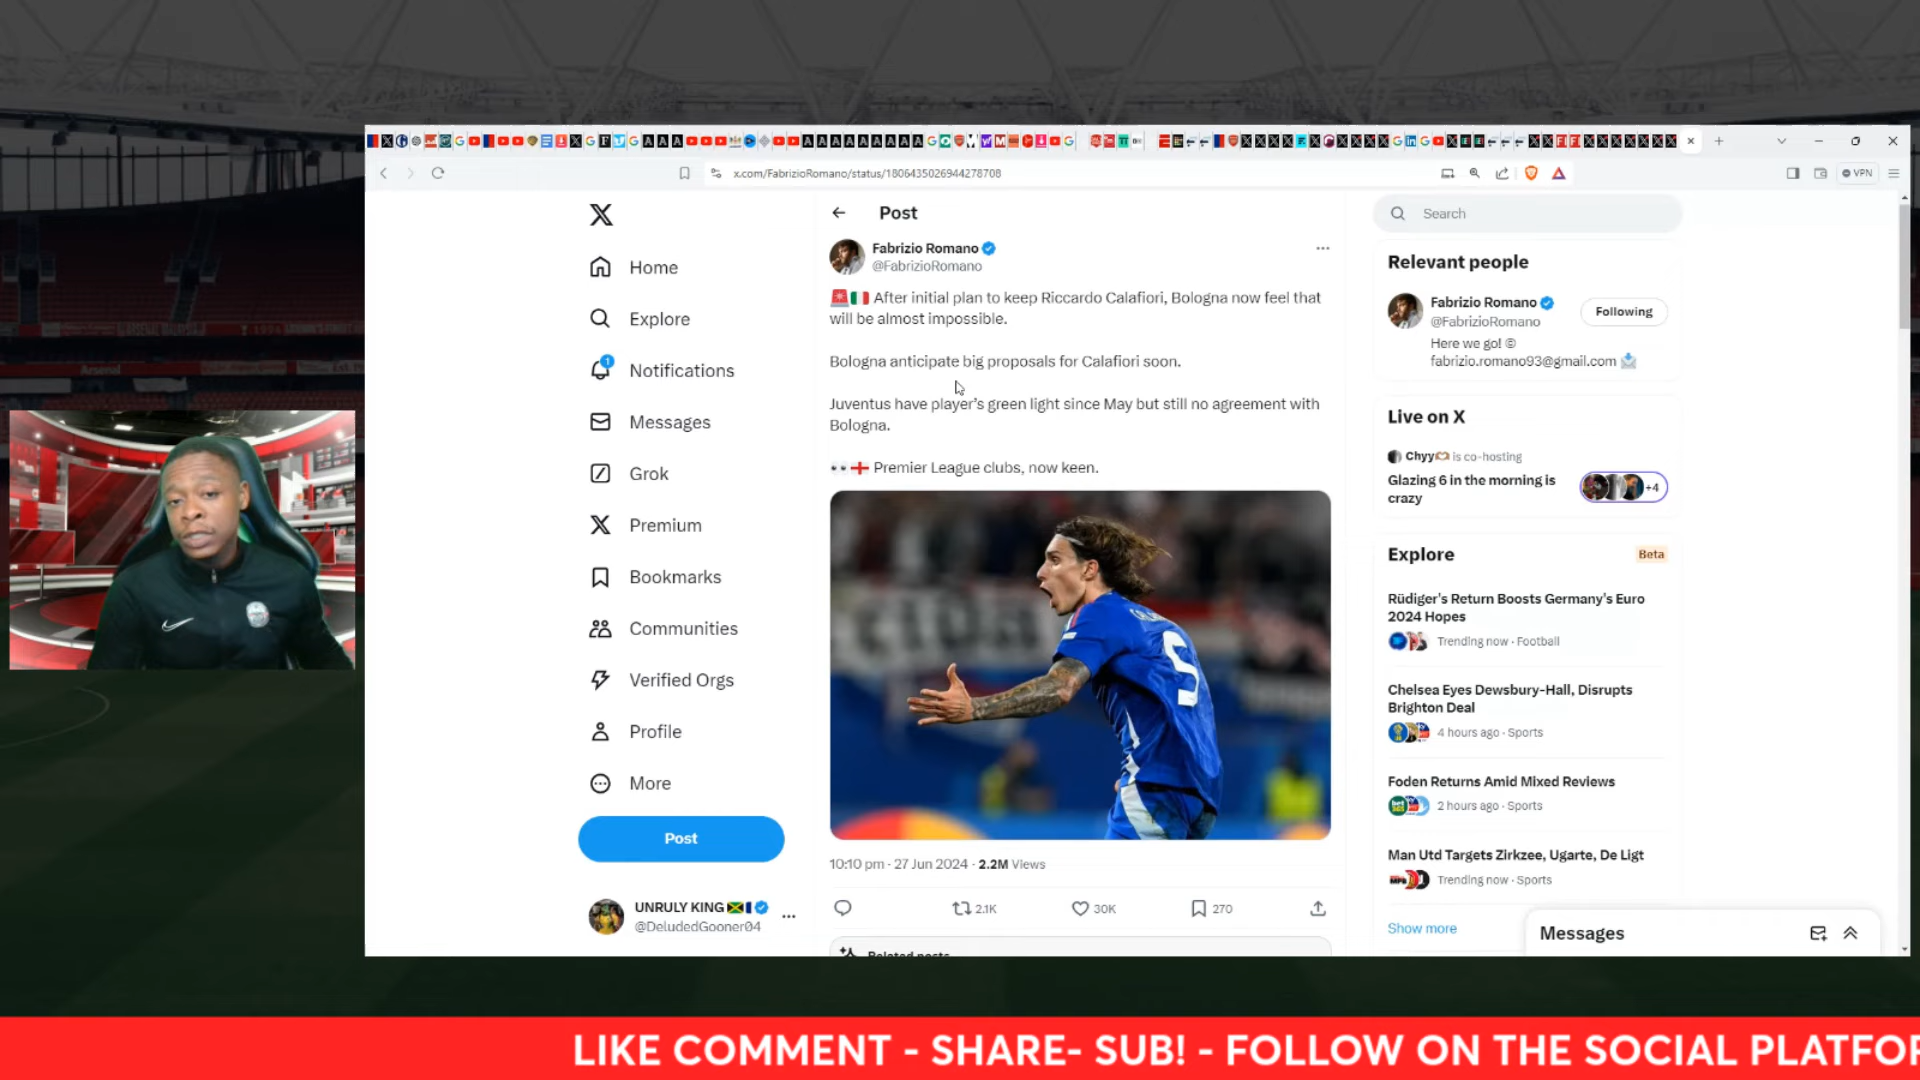 x.com/FabrizioRomano/status/1806435026944278708
VPN
Post
Search
Fabrizio Romano
@FabrizioRomano
Home
Explore
Notifications
1
Messages
Grok
Premium
Bookmarks
Communities
Verified Orgs
Profile
More
Post
UNRULY KING
@DeludedGooner04
🚨🇮🇹 After initial plan to keep Riccardo Calafiori, Bologna now feel that
will be almost impossible.
Bologna anticipate big proposals for Calafiori soon.
Juventus have player's green light since May but still no agreement with
Bologna.
👀🏴󠁧󠁢󠁥󠁮󠁧󠁿 Premier League clubs, now keen.
5
10:10 pm · 27 Jun 2024 · 2.2M Views
2.1K
30K
270
Related posts
Relevant people
Fabrizio Romano
@FabrizioRomano
Following
Here we go! ©
fabrizio.romano93@gmail.com 📩
Live on X
Chyy is co-hosting
Glazing 6 in the morning is
crazy
+4
Explore
Beta
Rüdiger's Return Boosts Germany's Euro
2024 Hopes
Trending now · Football
Chelsea Eyes Dewsbury-Hall, Disrupts
Brighton Deal
4 hours ago · Sports
Foden Returns Amid Mixed Reviews
2 hours ago · Sports
Man Utd Targets Zirkzee, Ugarte, De Ligt
Trending now · Sports
Show more
Messages
Arsenal
LIKE COMMENT - SHARE- SUB! - FOLLOW ON THE SOCIAL PLATFOR